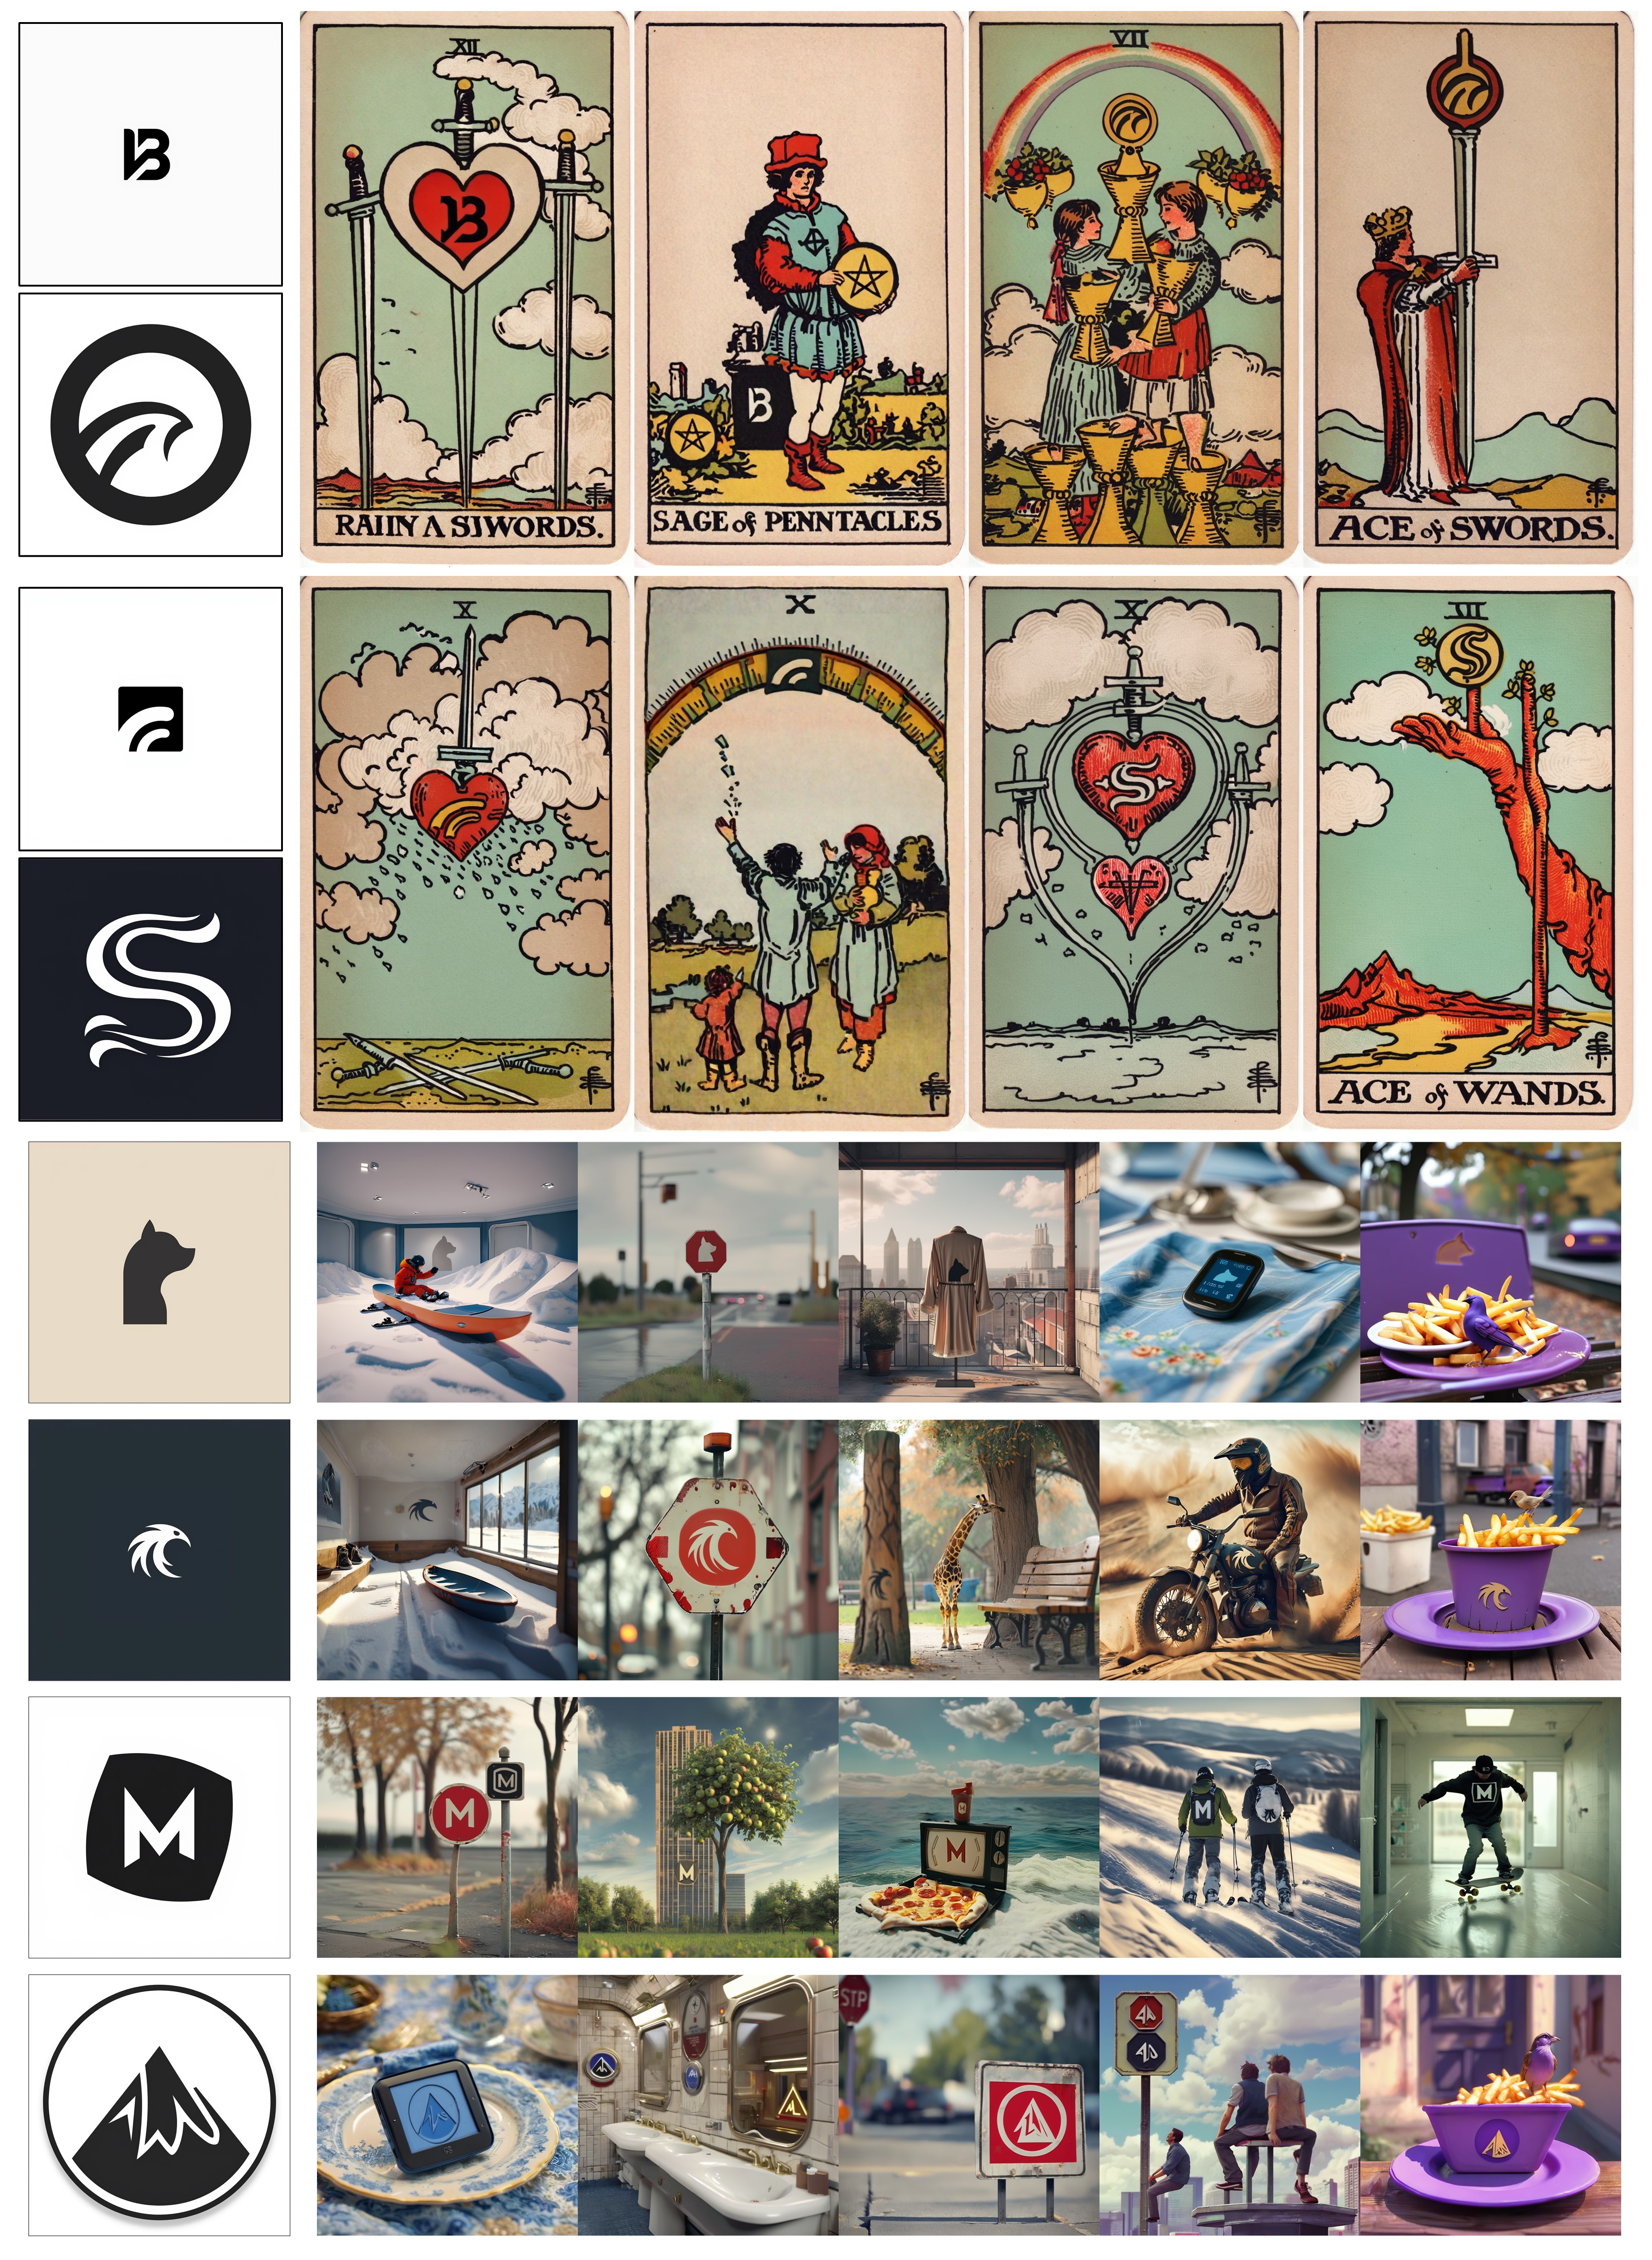 B
XII
B
RAIIN A SIWORDS.
B
SAGE of PENNTACLES
VII
ACE of SWORDS.
S
X
X
X
S
VII
S
ACE of WANDS.
M
M
M
M
M
M
M
STP